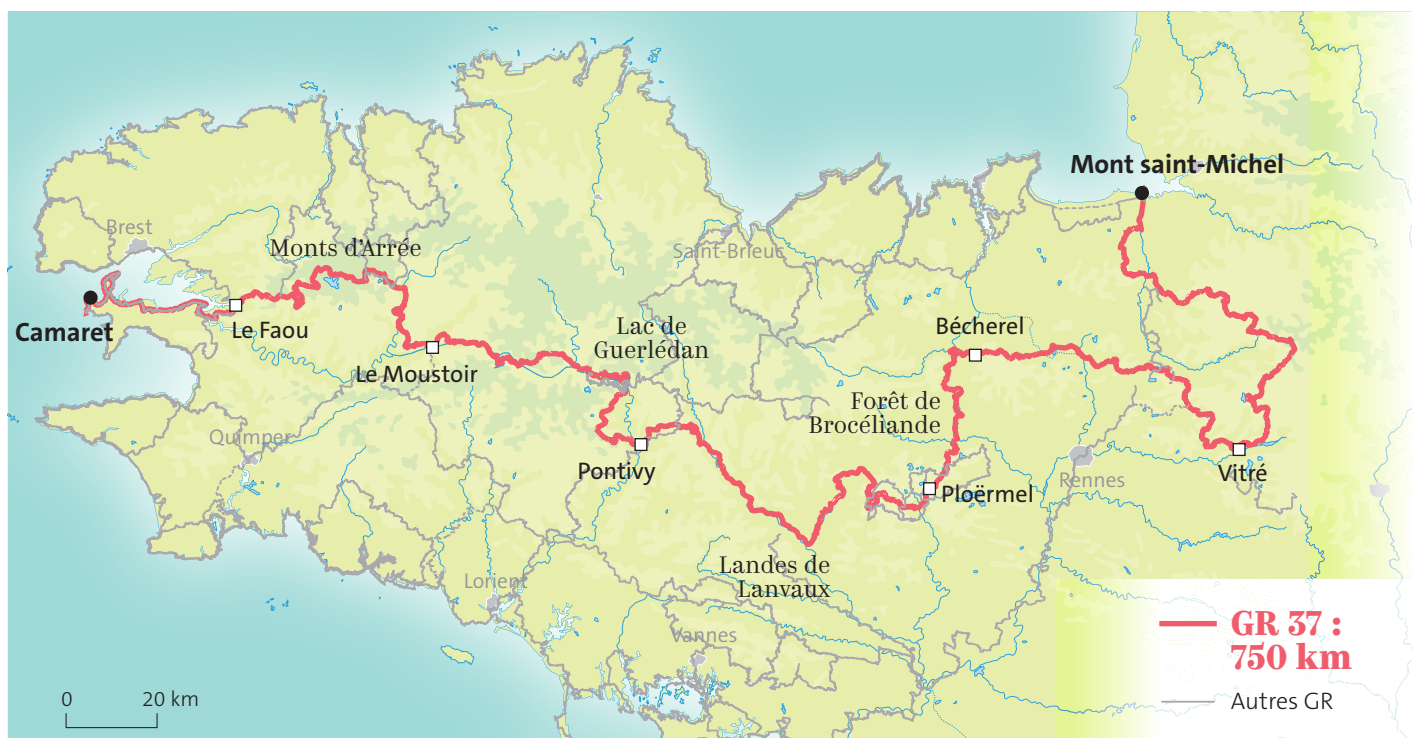 Mont saint-Michel
Brest
Monts d'Arrée
Saint-Brieuc
Camaret
Le Faou
Lac de
Guerlédan
Bécherel
Le Moustoir
Forêt de
Brocéliande
Quimper
Pontivy
Ploërmel
Rennes
Vitré
Landes de
Lanvaux
Lorient
Vannes
GR 37 :
750 km
Autres GR
0 20 km